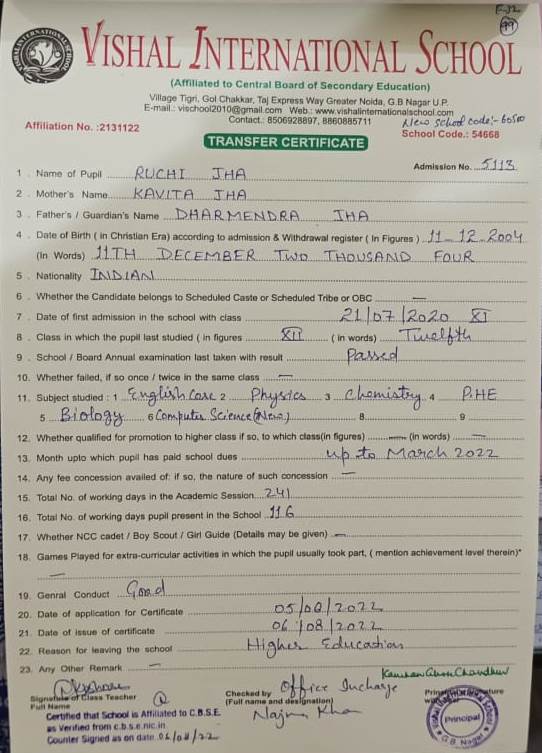 99
VISHAL INTERNATIONAL SCHOOL
(Affiliated to Central Board of Secondary Education)
Village Tigri, Gol Chakkar, Taj Express Way Greater Noida, G.B Nagar U.P.
E-mail.: vischool2010@gmail.com Web.: www.vishalinternationalschool.com
Contact.: 8506928897, 8860885711
New School code:- 60500
Affiliation No. :2131122
School Code.: 54668
TRANSFER CERTIFICATE
Admission No. 5113
1 . Name of Pupil RUCHI JHA
2 . Mother's Name KAVITA JHA
3 . Father's / Guardian's Name DHARMENDRA JHA
4 . Date of Birth ( in Christian Era) according to admission & Withdrawal register ( In Figures ) 11-12-2004
(In Words) 11TH DECEMBER TWO THOUSAND FOUR
5 . Nationality INDIAN
6 . Whether the Candidate belongs to Scheduled Caste or Scheduled Tribe or OBC —
7 . Date of first admission in the school with class 21/07/2020 XI
8 . Class in which the pupil last studied ( in figures XII ( in words) Twelfth
9 . School / Board Annual examination last taken with result Passed
10. Whether failed, if so once / twice in the same class —
11. Subject studied : 1 English Core 2 Physics 3 Chemistry 4 P.HE
5 Biology 6 Computer Science (New) 8 9
12. Whether qualified for promotion to higher class if so, to which class(in figures) — (in words) —
13. Month upto which pupil has paid school dues up to March 2022
14. Any fee concession availed of: if so, the nature of such concession —
15. Total No. of working days in the Academic Session 241
16. Total No. of working days pupil present in the School 116
17. Whether NCC cadet / Boy Scout / Girl Guide (Details may be given) —
18. Games Played for extra-curricular activities in which the pupil usually took part, ( mention achievement level therein)*
—
19. Genral Conduct Good
20. Date of application for Certificate 05/08/2022
21. Date of issue of certificate 06/08/2022
22. Reason for leaving the school Higher Education
23. Any Other Remark —
Signature of Class Teacher
Full Name
Checked by Office Incharge
(Full name and designation) Najma Khan
Certified that School is Affiliated to C.B.S.E.
as Verified from c.b.s.e.nic.in
Counter Signed as on date 06/08/22
Principal
G.B. Nagar